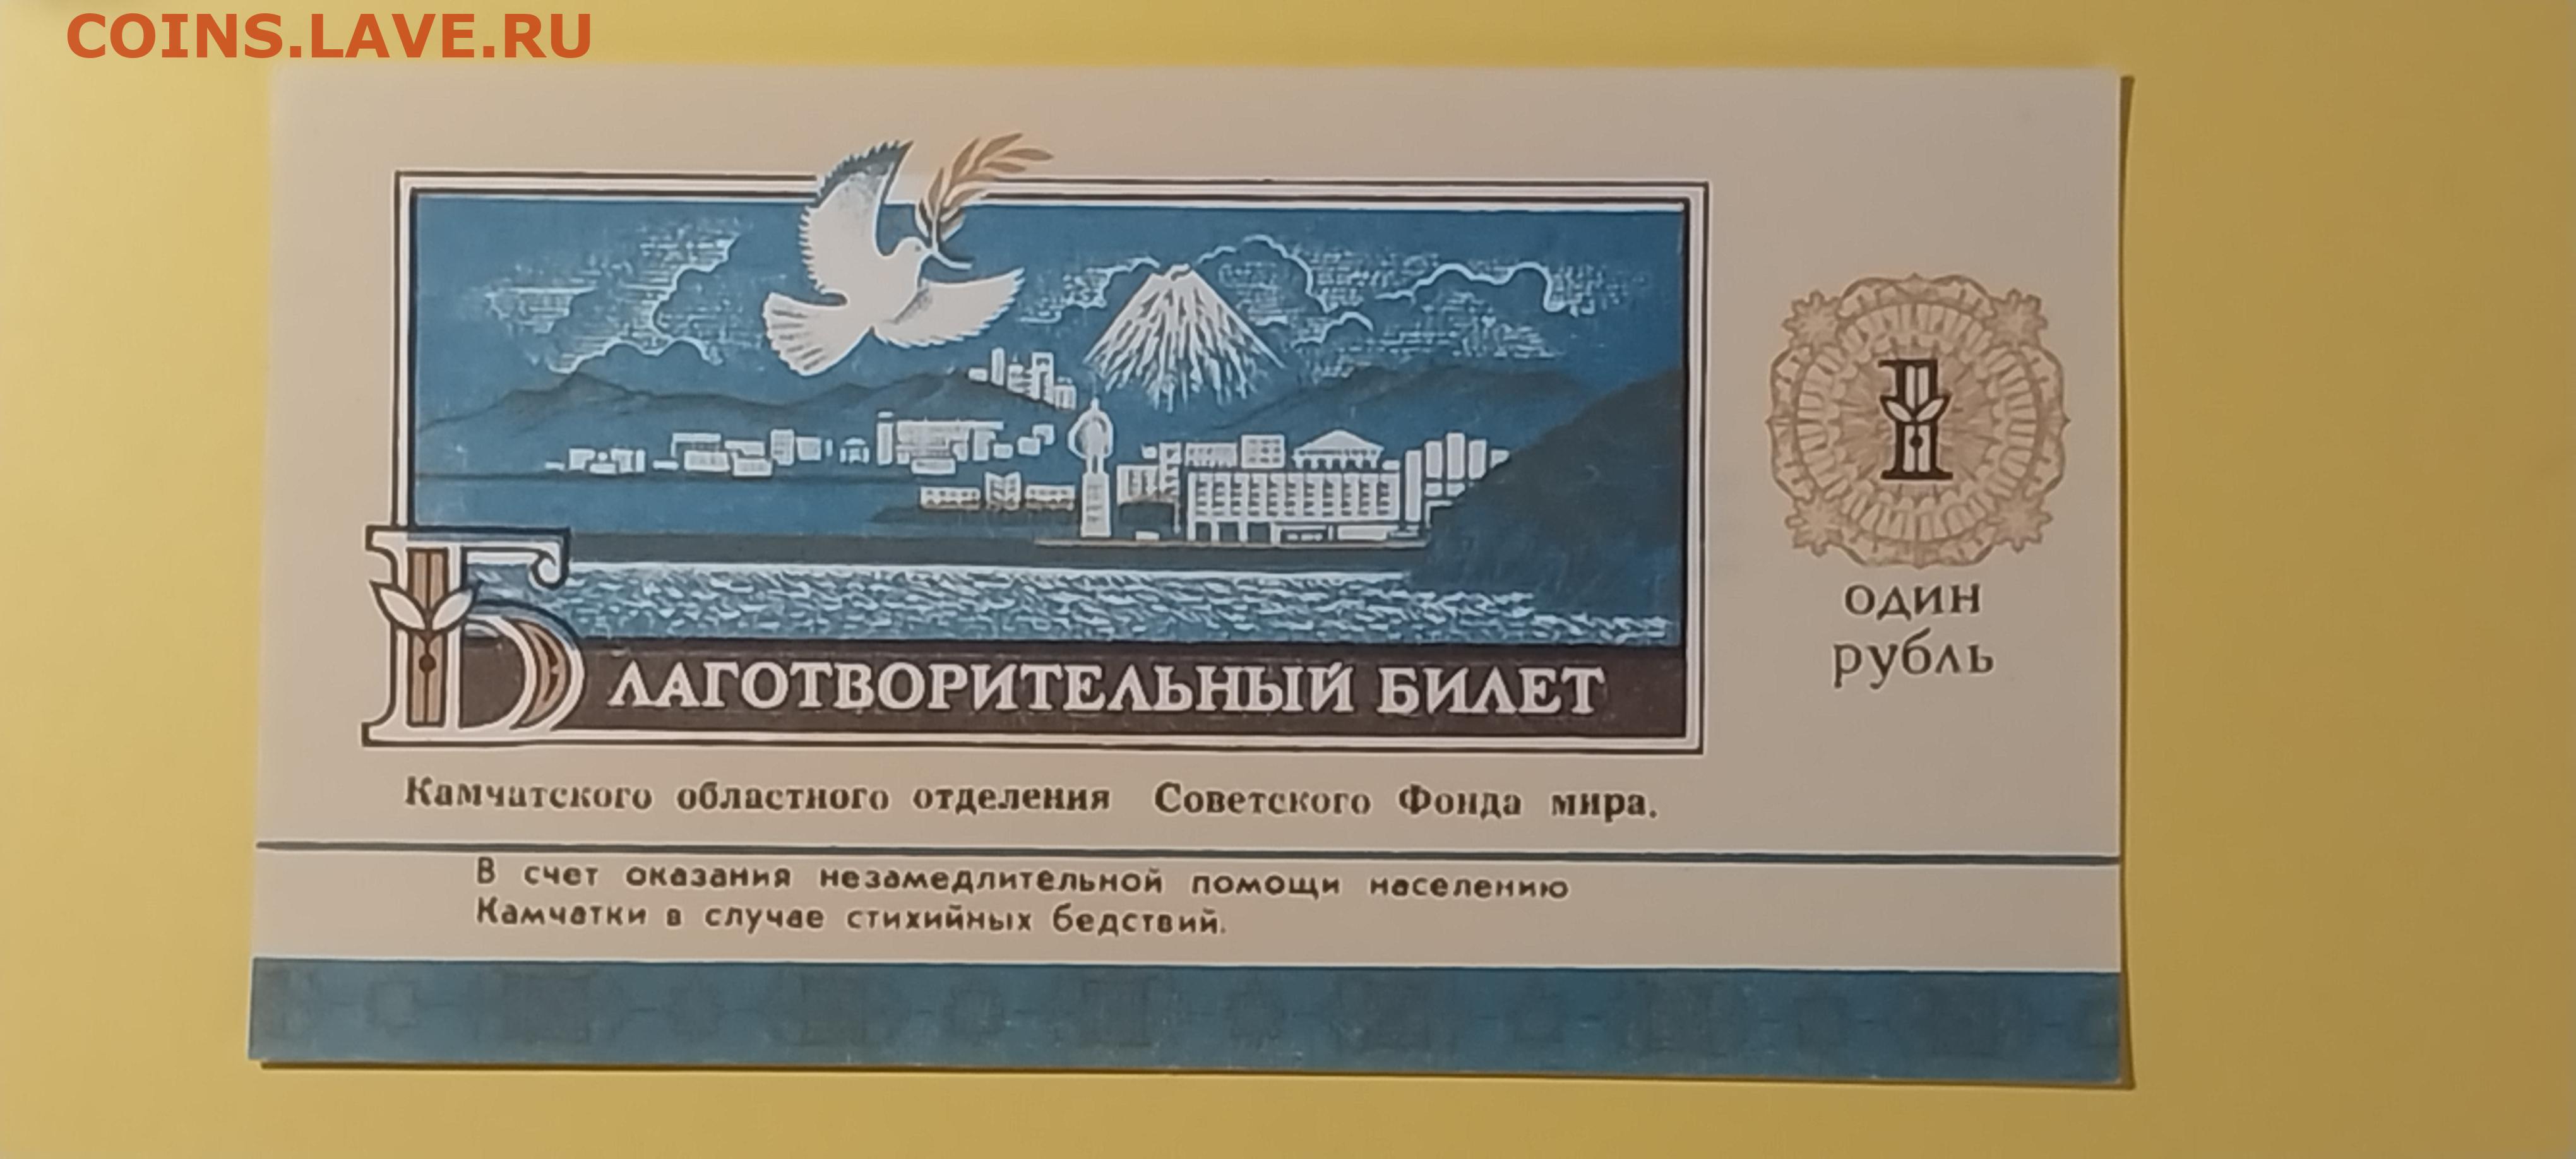 COINS.LAVE.RU
1
один
рубль
БЛАГОТВОРИТЕЛЬНЫЙ БИЛЕТ
Камчатского областного отделения Советского Фонда мира.
В счет оказания незамедлительной помощи населению
Камчатки в случае стихийных бедствий.